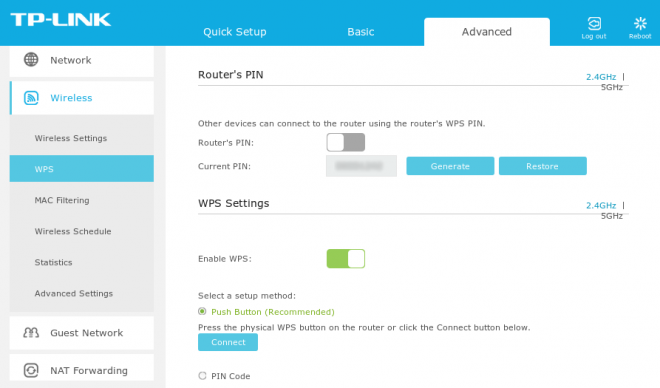 TP-LINK
Quick Setup
Basic
Advanced
Log out
Reboot
Network
Wireless
Wireless Settings
WPS
MAC Filtering
Wireless Schedule
Statistics
Advanced Settings
Guest Network
NAT Forwarding
Router's PIN
2.4GHz |
5GHz
Other devices can connect to the router using the router's WPS PIN.
Router's PIN:
Current PIN:
Generate
Restore
WPS Settings
2.4GHz |
5GHz
Enable WPS:
Select a setup method:
Push Button (Recommended)
Press the physical WPS button on the router or click the Connect button below.
Connect
PIN Code